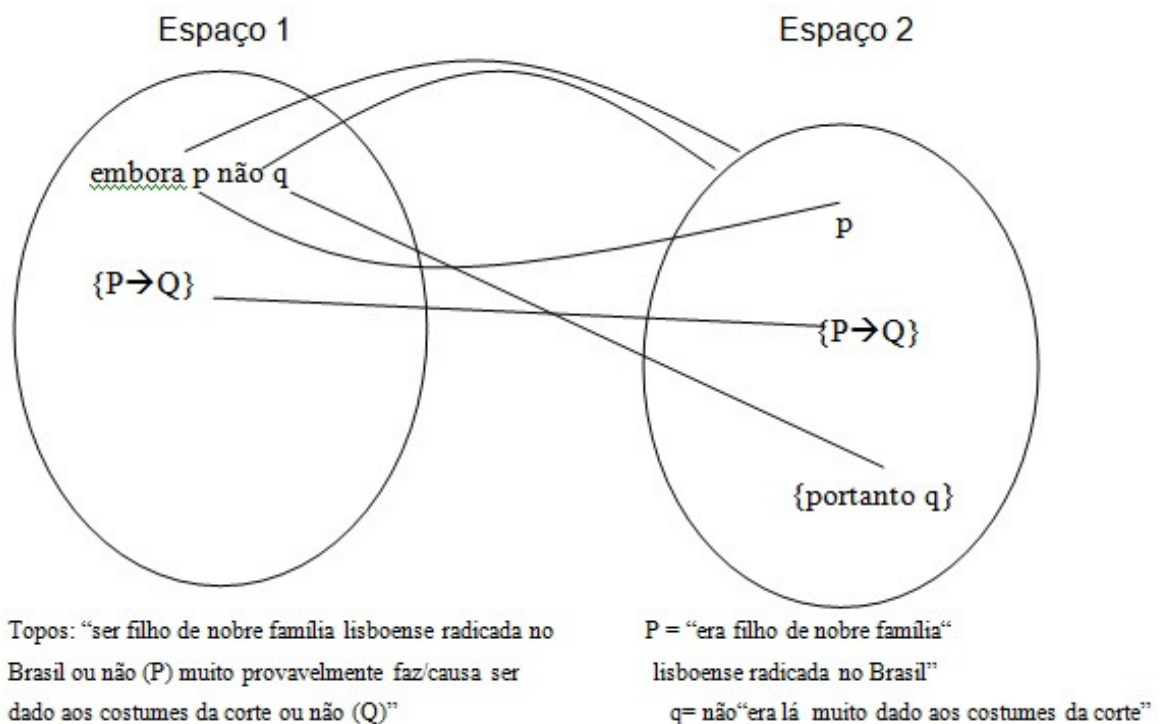 Espaço 1
Espaço 2
embora p não q
{P→Q}
p
{P→Q}
{portanto q}
Topos: “ser filho de nobre família lisboense radicada no
Brasil ou não (P) muito provavelmente faz/causa ser
dado aos costumes da corte ou não (Q)”
P = “era filho de nobre família“
lisboense radicada no Brasil”
q= não“era lá muito dado aos costumes da corte”